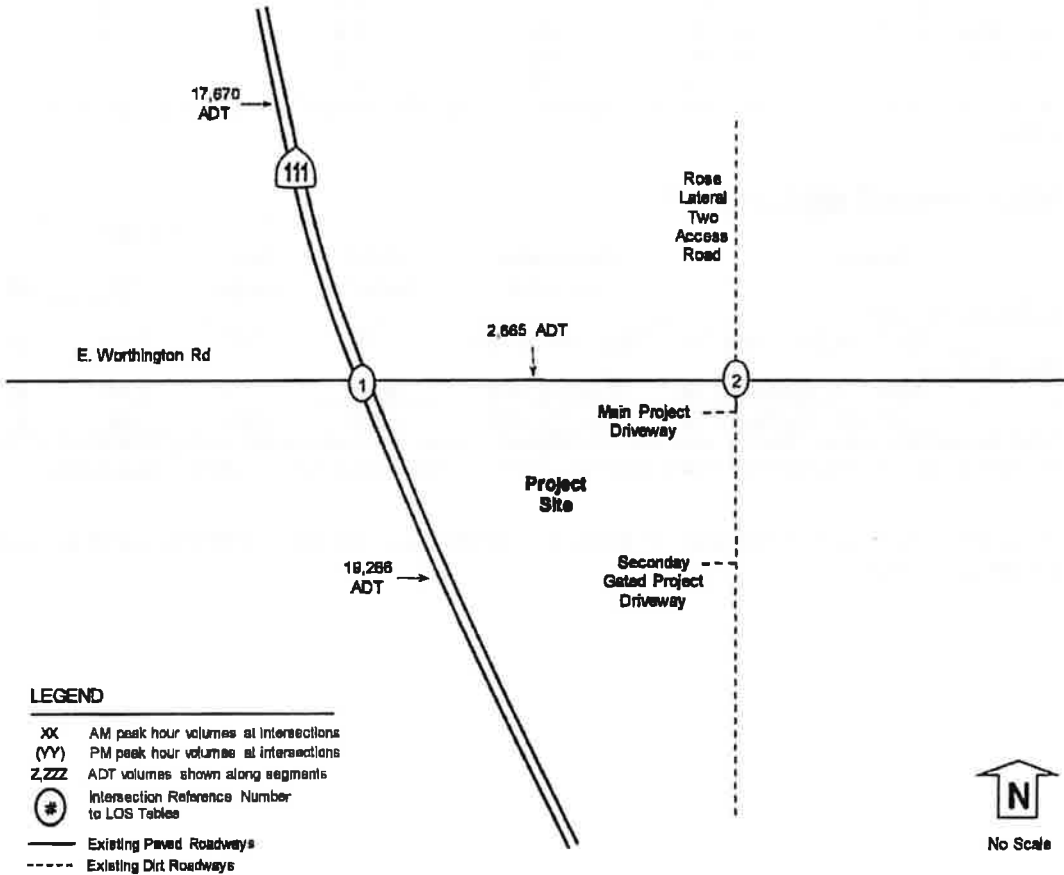 17,670
ADT
111
Rose
Lateral
Two
Access
Road
2,665 ADT
E. Worthington Rd
1
2
Main Project
Driveway
Project
Site
Seconday
Gated Project
Driveway
19,266
ADT
LEGEND
XX AM peak hour volumes at intersections
(YY) PM peak hour volumes at intersections
Z,ZZZ ADT volumes shown along segments
# Intersection Reference Number
to LOS Tables
Existing Paved Roadways
Existing Dirt Roadways
N
No Scale